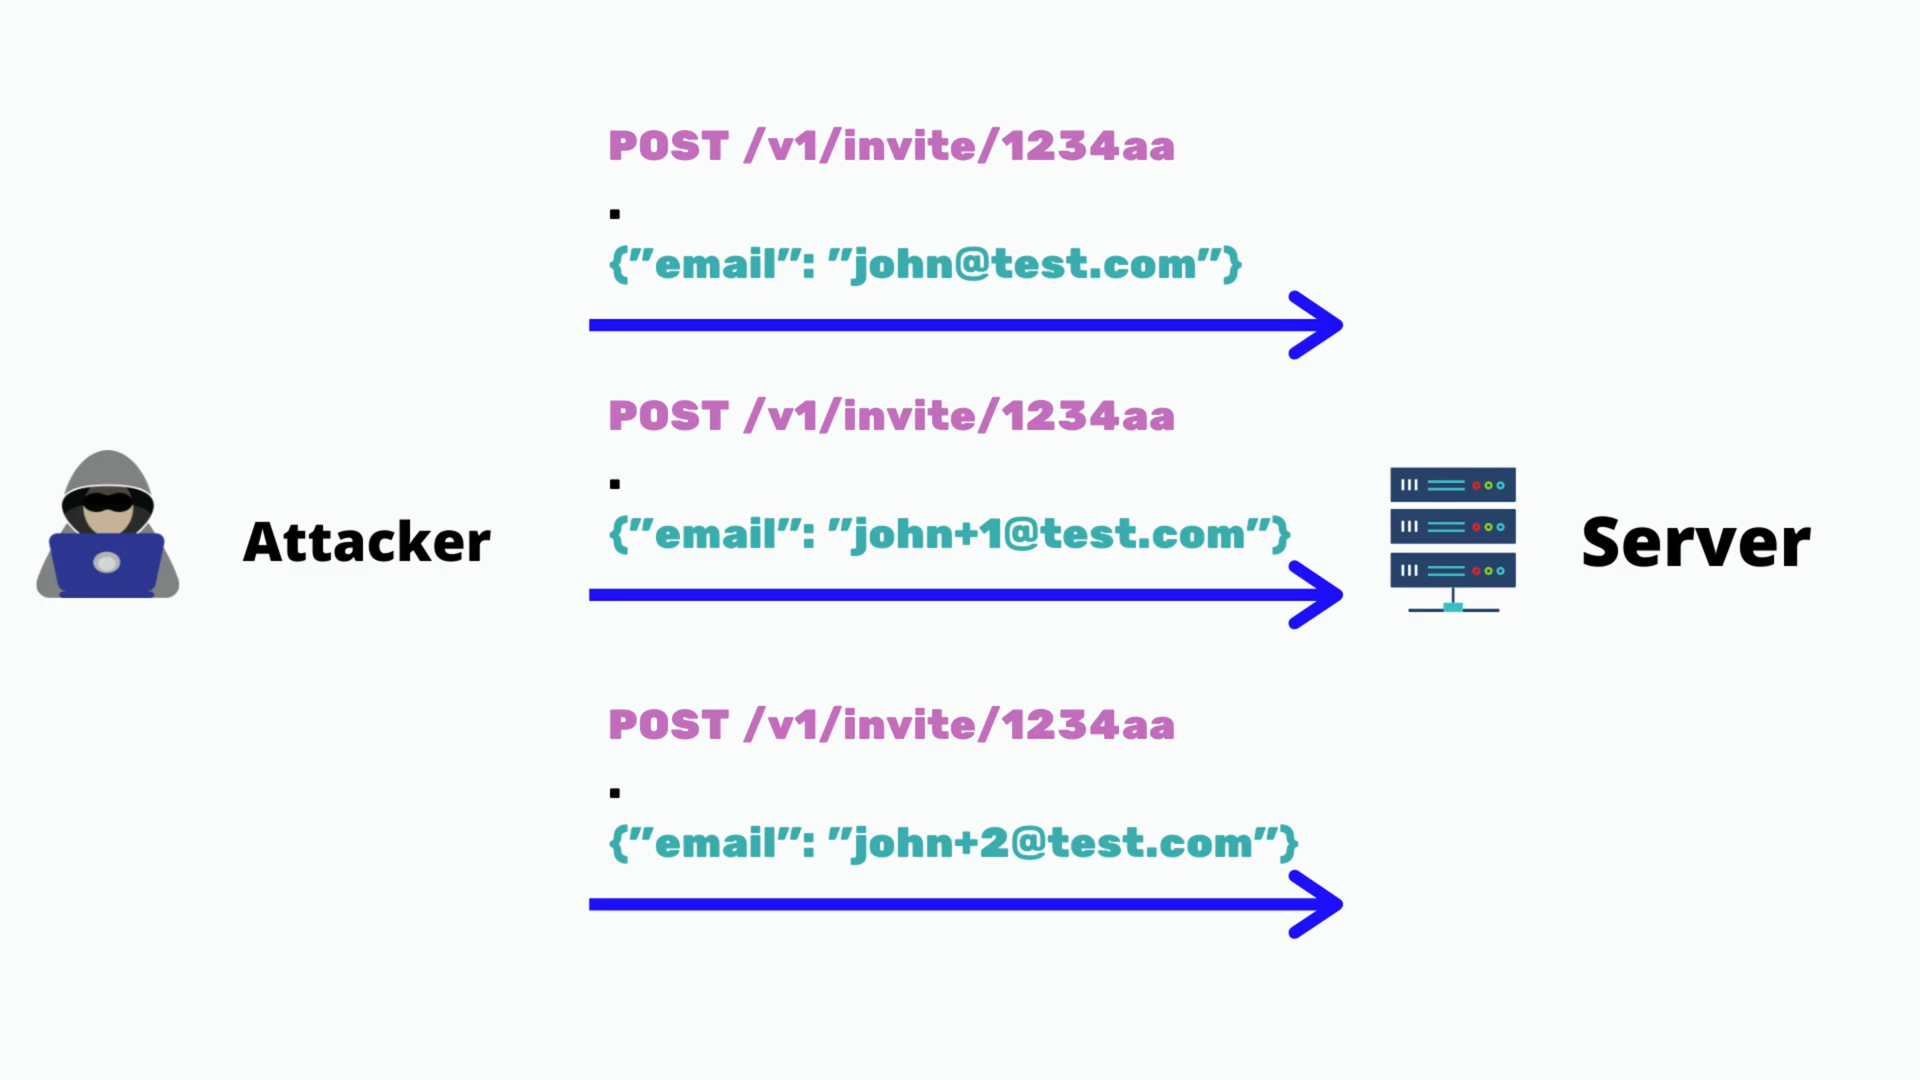 POST /v1/invite/1234aa
.
{"email": "john@test.com"}
POST /v1/invite/1234aa
.
{"email": "john+1@test.com"}
Attacker
Server
POST /v1/invite/1234aa
.
{"email": "john+2@test.com"}